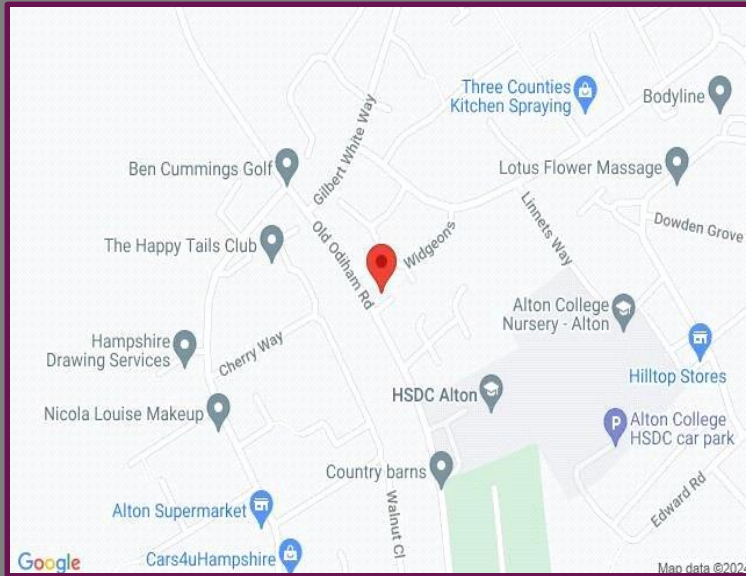 Three Counties
Kitchen Spraying
Bodyline
Gilbert White Way
Ben Cummings Golf
Lotus Flower Massage
Linnets Way
Dowden Grove
The Happy Tails Club
Old Odiham Rd
Widgeons
Alton College
Nursery - Alton
Hampshire
Drawing Services
Cherry Way
Hilltop Stores
HSDC Alton
Nicola Louise Makeup
P
Alton College
HSDC car park
Country barns
Edward Rd
Walnut Cl
Alton Supermarket
Cars4uHampshire
Google
Map data ©2024